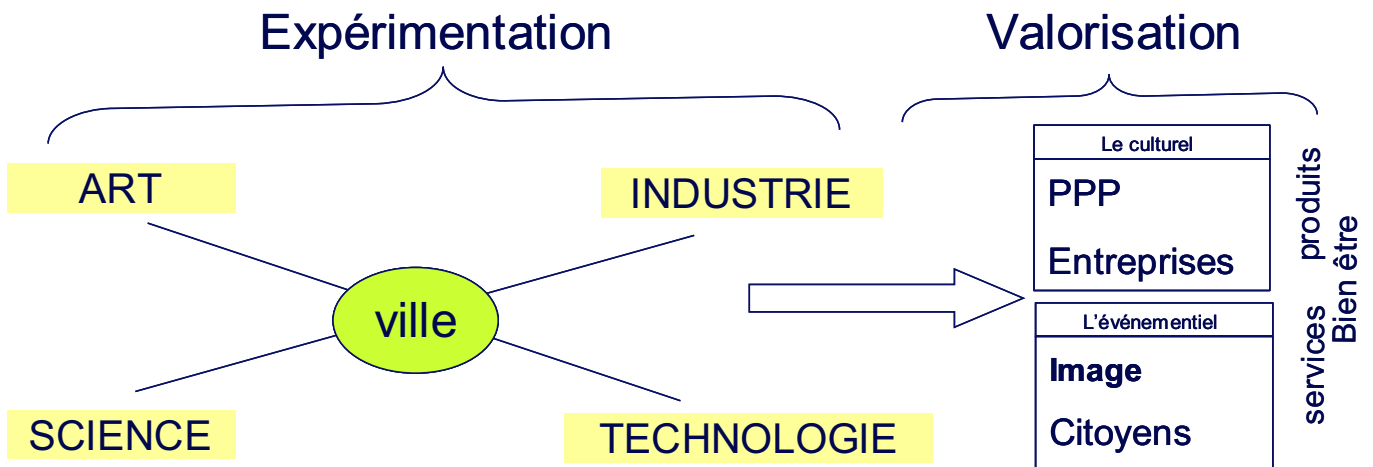 Expérimentation
Valorisation
ART
INDUSTRIE
ville
SCIENCE
TECHNOLOGIE
Le culturel
PPP
Entreprises
L'événementiel
Image
Citoyens
services produits
Bien être